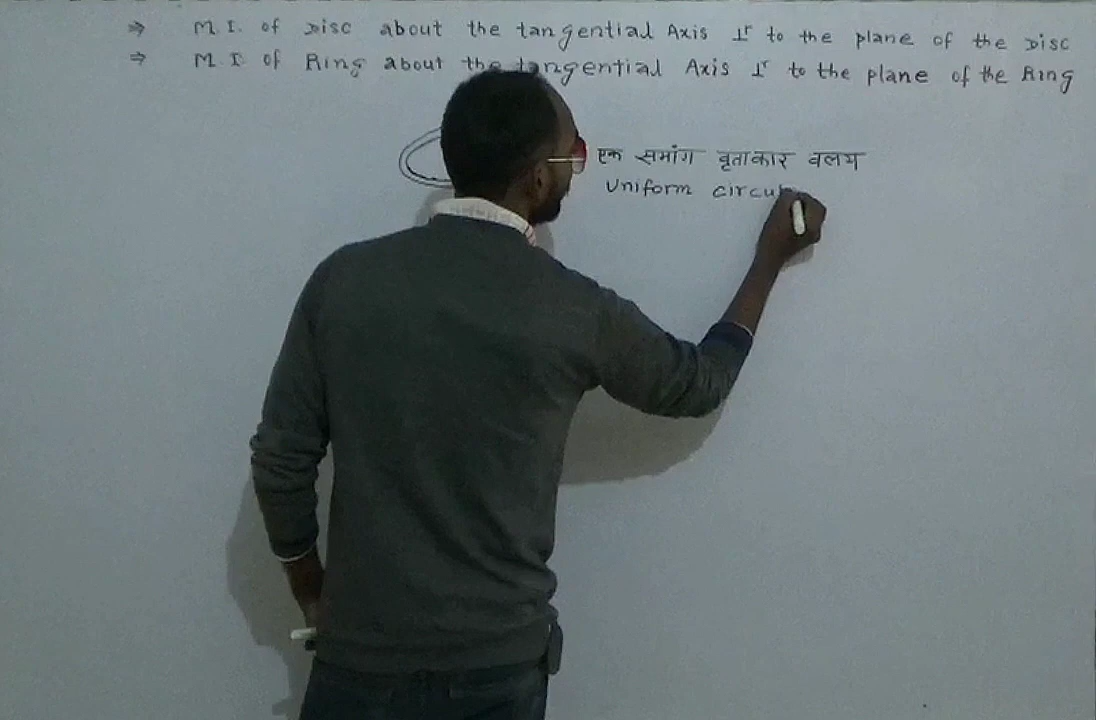 ⇒ M.I. of Disc about the tangential Axis ⊥r to the plane of the Disc
⇒ M.I. of Ring about the tangential Axis ⊥r to the plane of the Ring
एक समांग वृताकार वलय
Uniform circul